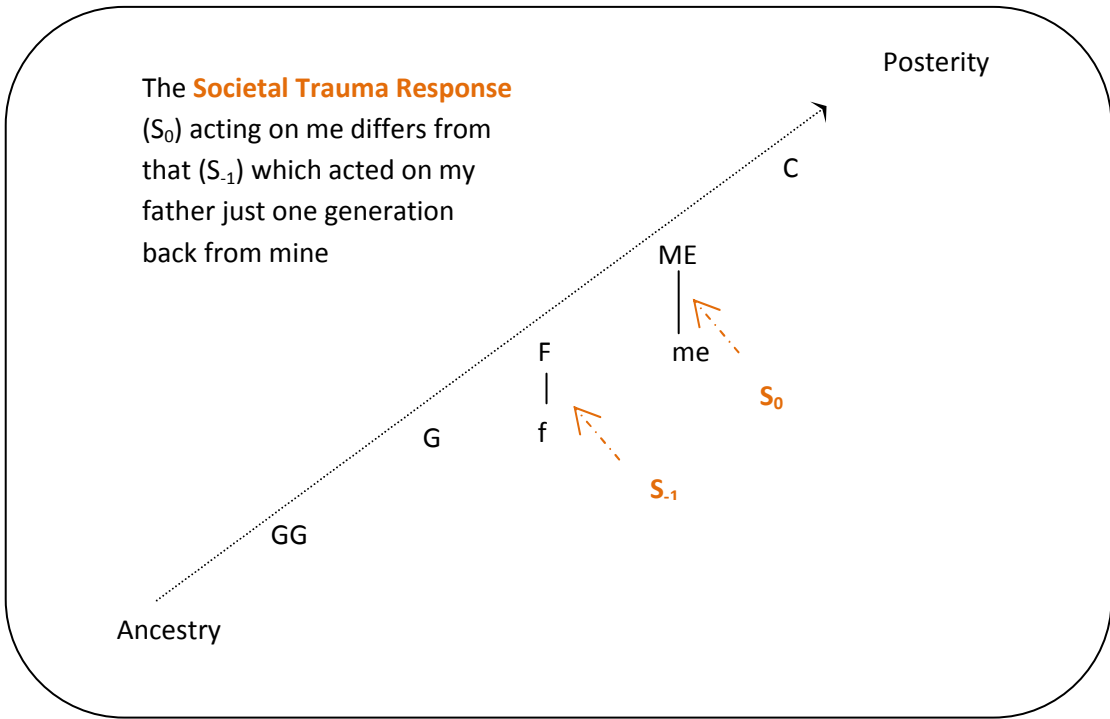 Posterity
The Societal Trauma Response
(S₀) acting on me differs from
that (S₋₁) which acted on my
father just one generation
back from mine
C
ME
F
me
S₀
G
f
S₋₁
GG
Ancestry